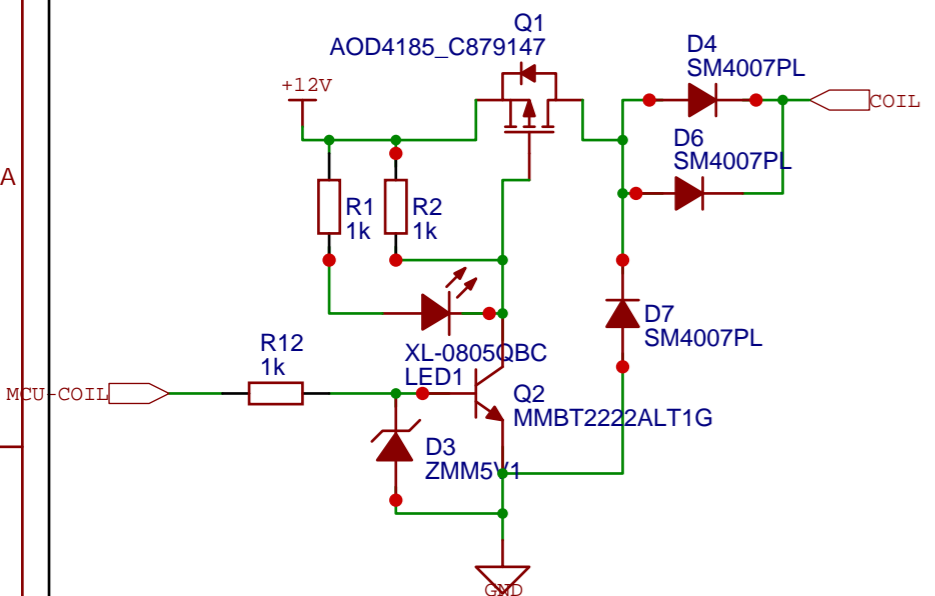 Q1
AOD4185_C879147
D4
SM4007PL
+12V
COIL
D6
SM4007PL
A
R1
1k
R2
1k
D7
SM4007PL
R12
1k
XL-0805QBC
LED1
MCU-COIL
Q2
MMBT2222ALT1G
D3
ZMM5V1
GND